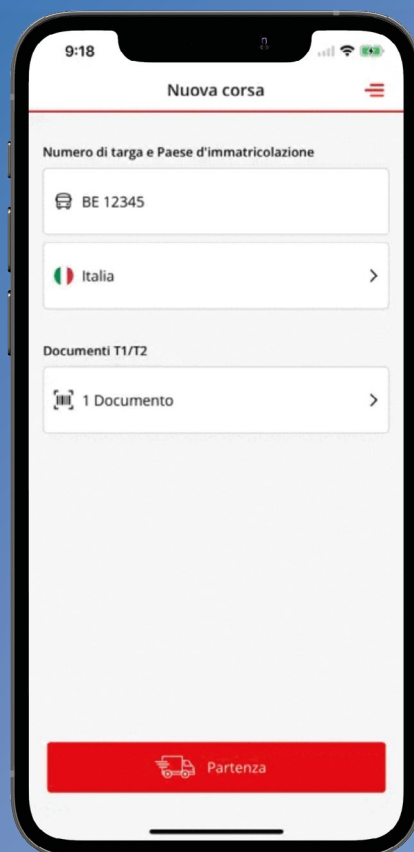 9:18
Nuova corsa
Numero di targa e Paese d'immatricolazione
BE 12345
Italia
Documenti T1/T2
1 Documento
Partenza